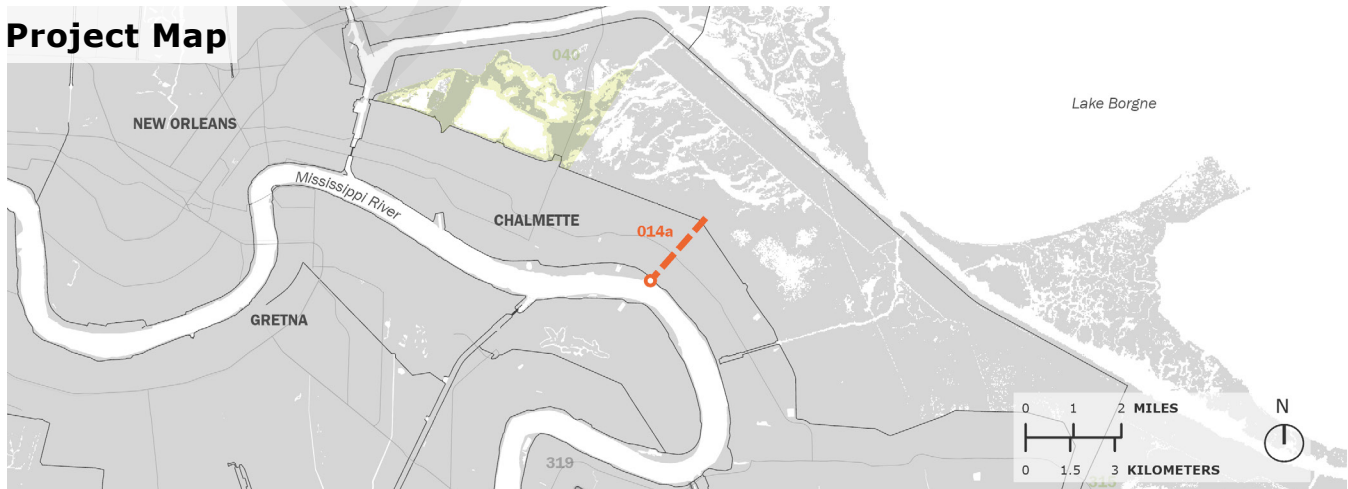 Project Map
049
Lake Borgne
NEW ORLEANS
Mississippi River
CHALMETTE
014a
GRETNA
N
0 1 2 MILES
0 1.5 3 KILOMETERS
319